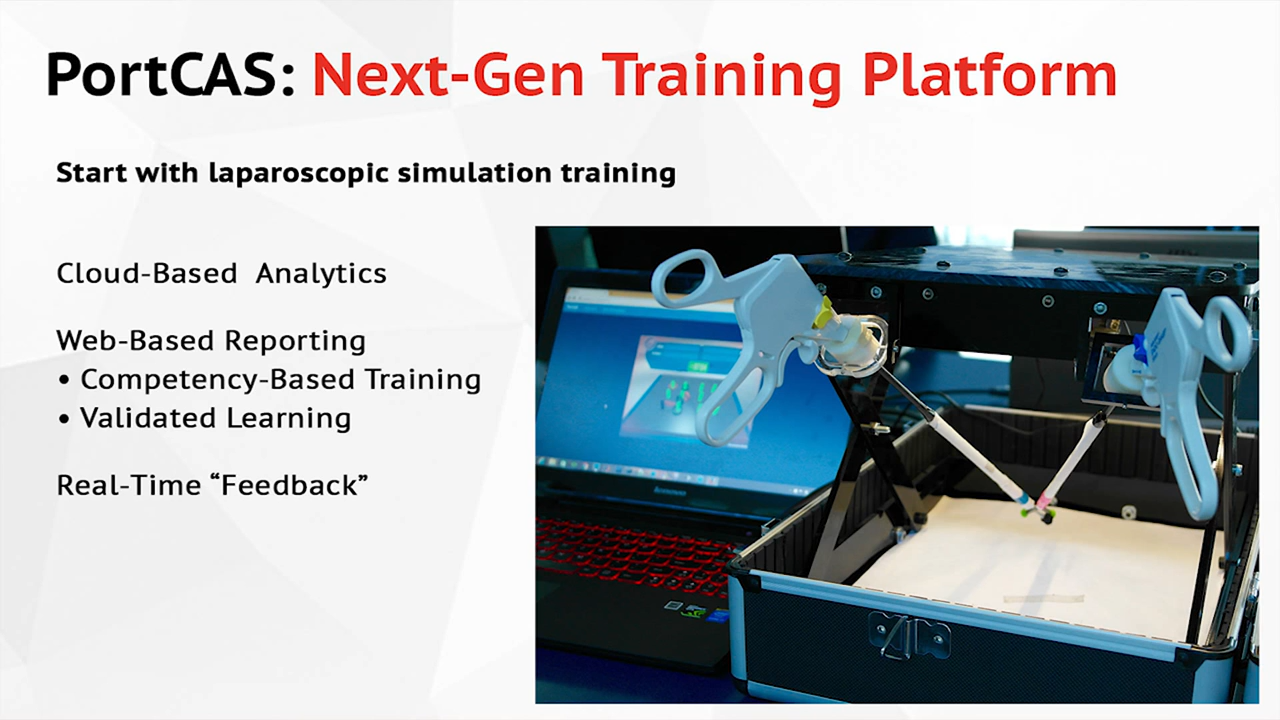 PortCAS: Next-Gen Training Platform
Start with laparoscopic simulation training
Cloud-Based  Analytics
Web-Based Reporting
• Competency-Based Training
• Validated Learning
Real-Time “Feedback”
lenovo